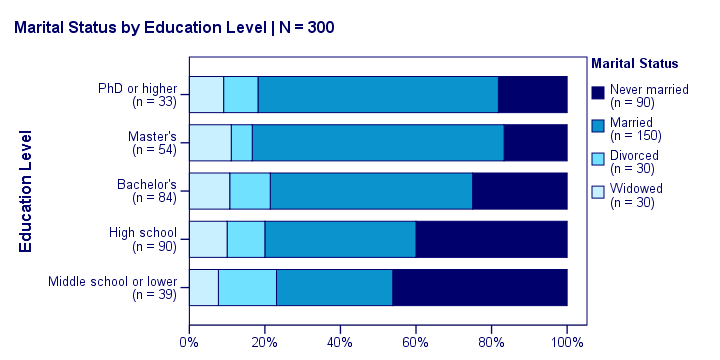 Marital Status by Education Level | N = 300
Marital Status
Never married
(n = 90)
Married
(n = 150)
Divorced
(n = 30)
Widowed
(n = 30)
Education Level
PhD or higher
(n = 33)
Master's
(n = 54)
Bachelor's
(n = 84)
High school
(n = 90)
Middle school or lower
(n = 39)
0% 20% 40% 60% 80% 100%